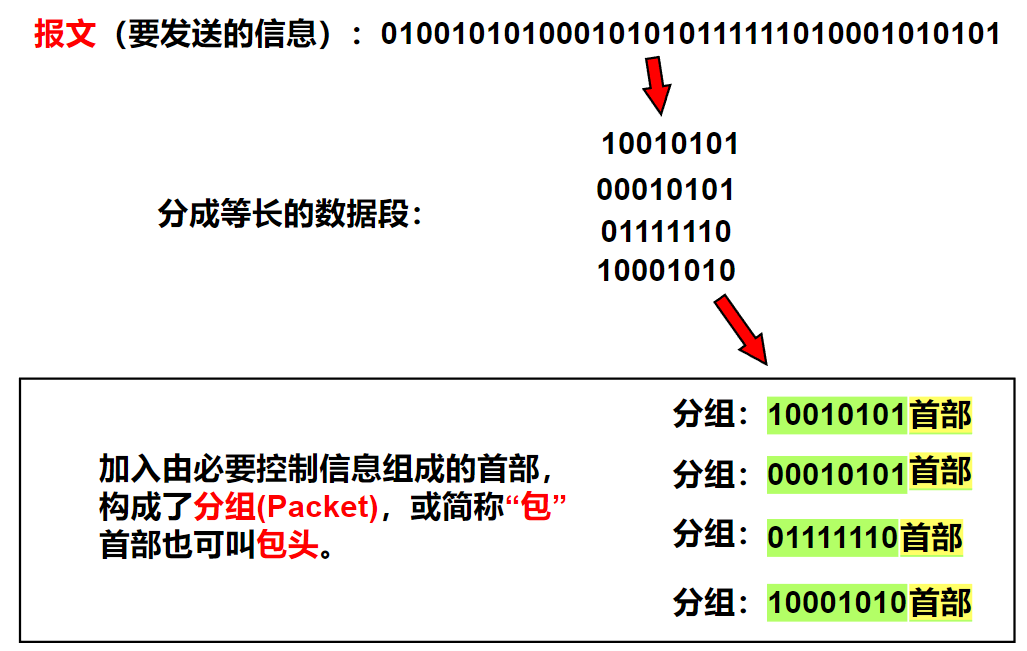 报文（要发送的信息）：010010101000101010111111010001010101
10010101
00010101
分成等长的数据段：
01111110
10001010
分组：10010101首部
加入由必要控制信息组成的首部，
构成了分组(Packet)，或简称“包”
首部也可叫包头。
分组：00010101首部
分组：01111110首部
分组：10001010首部